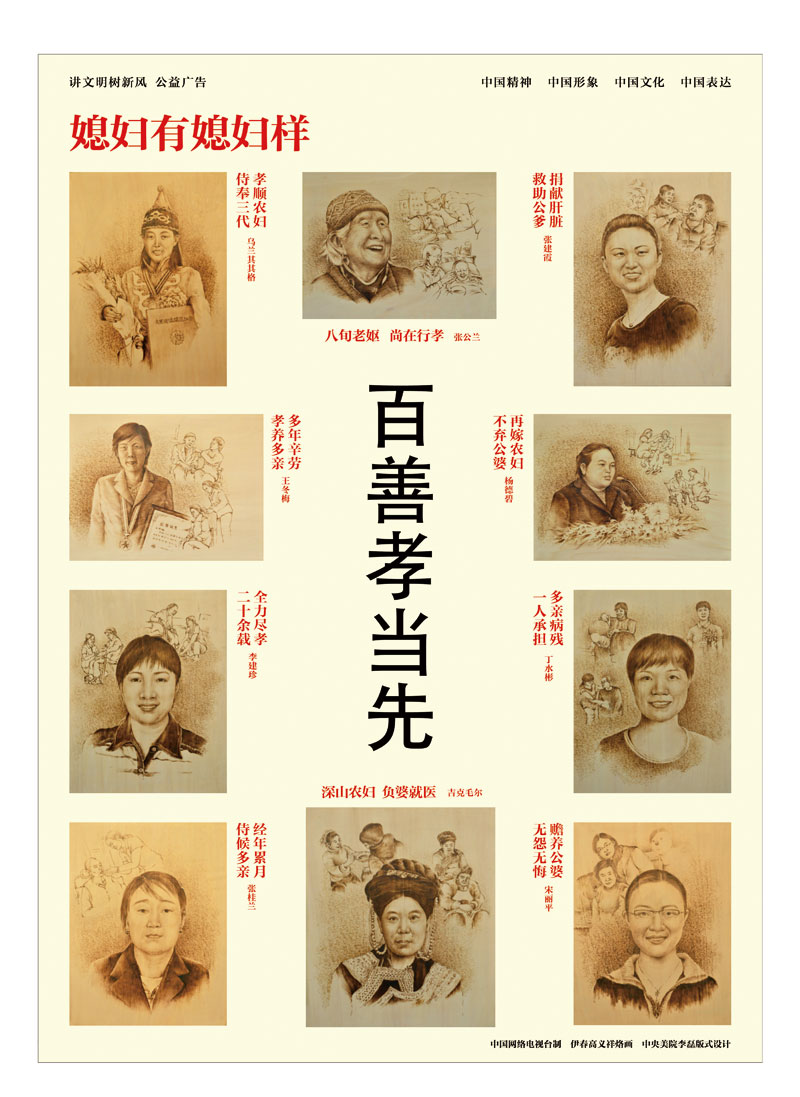 讲文明树新风 公益广告
中国精神 中国形象 中国文化 中国表达
媳妇有媳妇样
孝顺农妇
侍奉三代
乌兰其其格
八旬老妪 尚在行孝 张公兰
捐献肝脏
救助公爹
张建霞
多年辛劳
孝养多亲
王冬梅
百善孝当先
再嫁农妇
不弃公婆
杨德碧
全力尽孝
二十余载
李建珍
多亲病残
一人承担
丁水彬
深山农妇 负婆就医 吉克毛尔
经年累月
侍候多亲
张桂兰
赡养公婆
无怨无悔
宋丽平
中国网络电视台制 伊春高义祥烙画 中央美院李磊版式设计